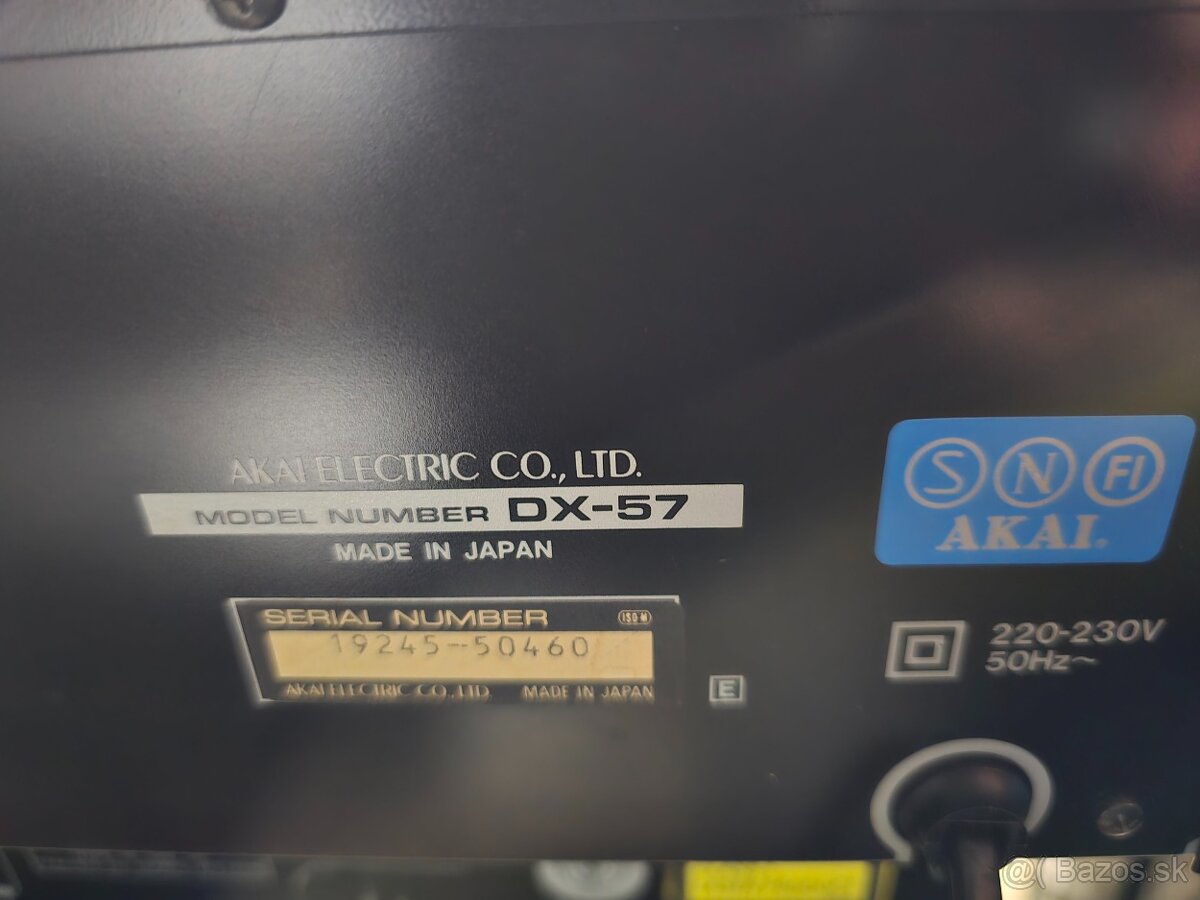 AKAI ELECTRIC CO., LTD.
MODEL NUMBER DX-57
MADE IN JAPAN
SERIAL NUMBER
19245-50460
AKAI ELECTRIC CO., LTD. MADE IN JAPAN
E
S N FI
AKAI.
220-230V
50Hz~
@( Bazos.sk